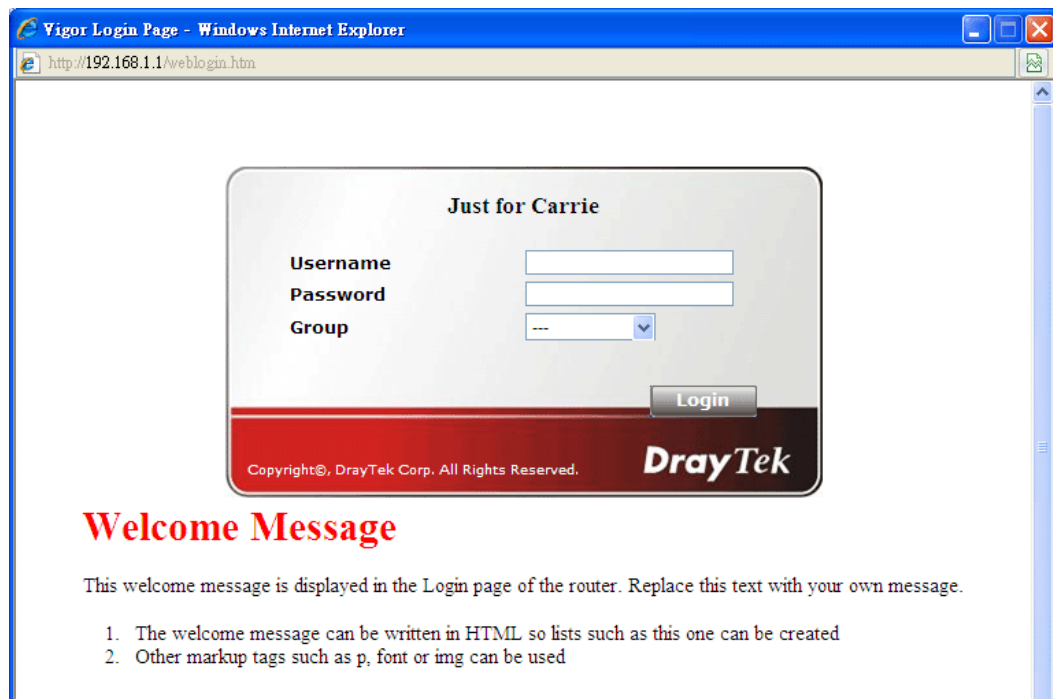 Vigor Login Page - Windows Internet Explorer
http://192.168.1.1/weblogin.htm
Just for Carrie
Username
Password
Group
---
Login
Copyright©, DrayTek Corp. All Rights Reserved.
DrayTek
Welcome Message
This welcome message is displayed in the Login page of the router. Replace this text with your own message.
1. The welcome message can be written in HTML so lists such as this one can be created
2. Other markup tags such as p, font or img can be used